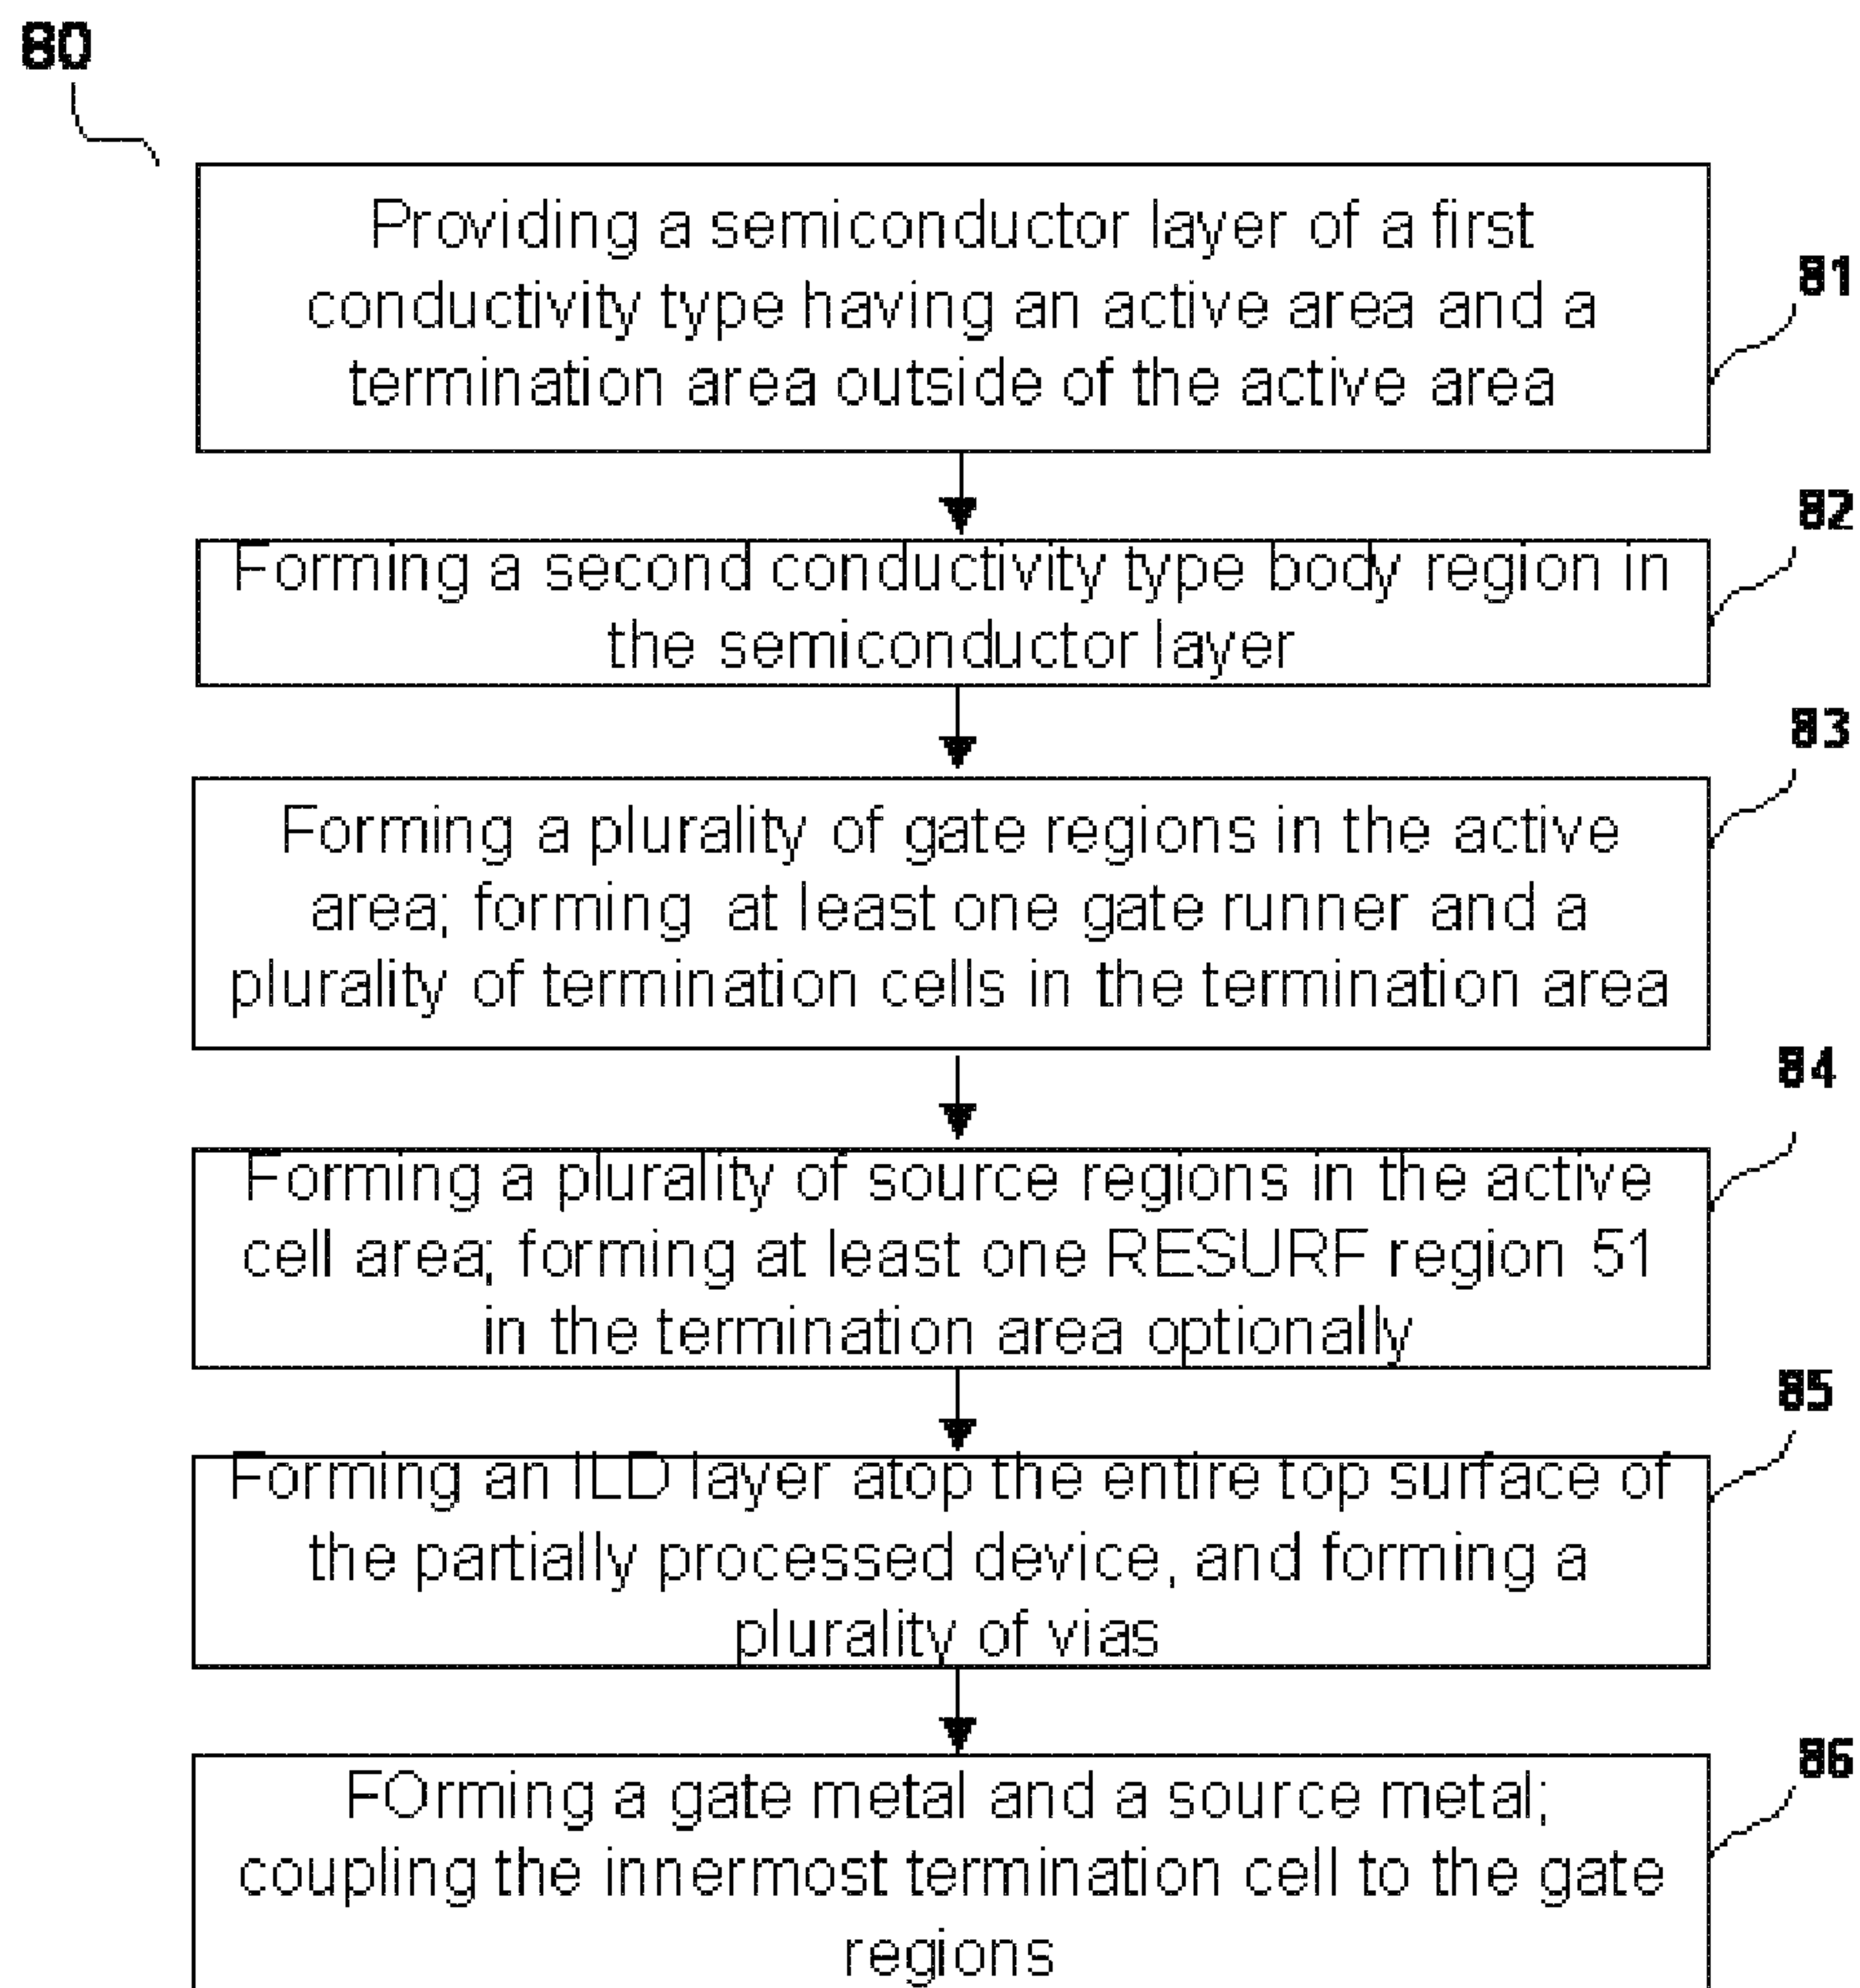 80
Providing a semiconductor layer of a first
conductivity type having an active area and a
termination area outside of the active area
81
82
Forming a second conductivity type body region in
the semiconductor layer
83
Forming a plurality of gate regions in the active
area; forming at least one gate runner and a
plurality of termination cells in the termination area
84
Forming a plurality of source regions in the active
cell area; forming at least one RESURF region 51
in the termination area optionally
85
Forming an ILD layer atop the entire top surface of
the partially processed device, and forming a
plurality of vias
86
FOrming a gate metal and a source metal;
coupling the innermost termination cell to the gate
regions